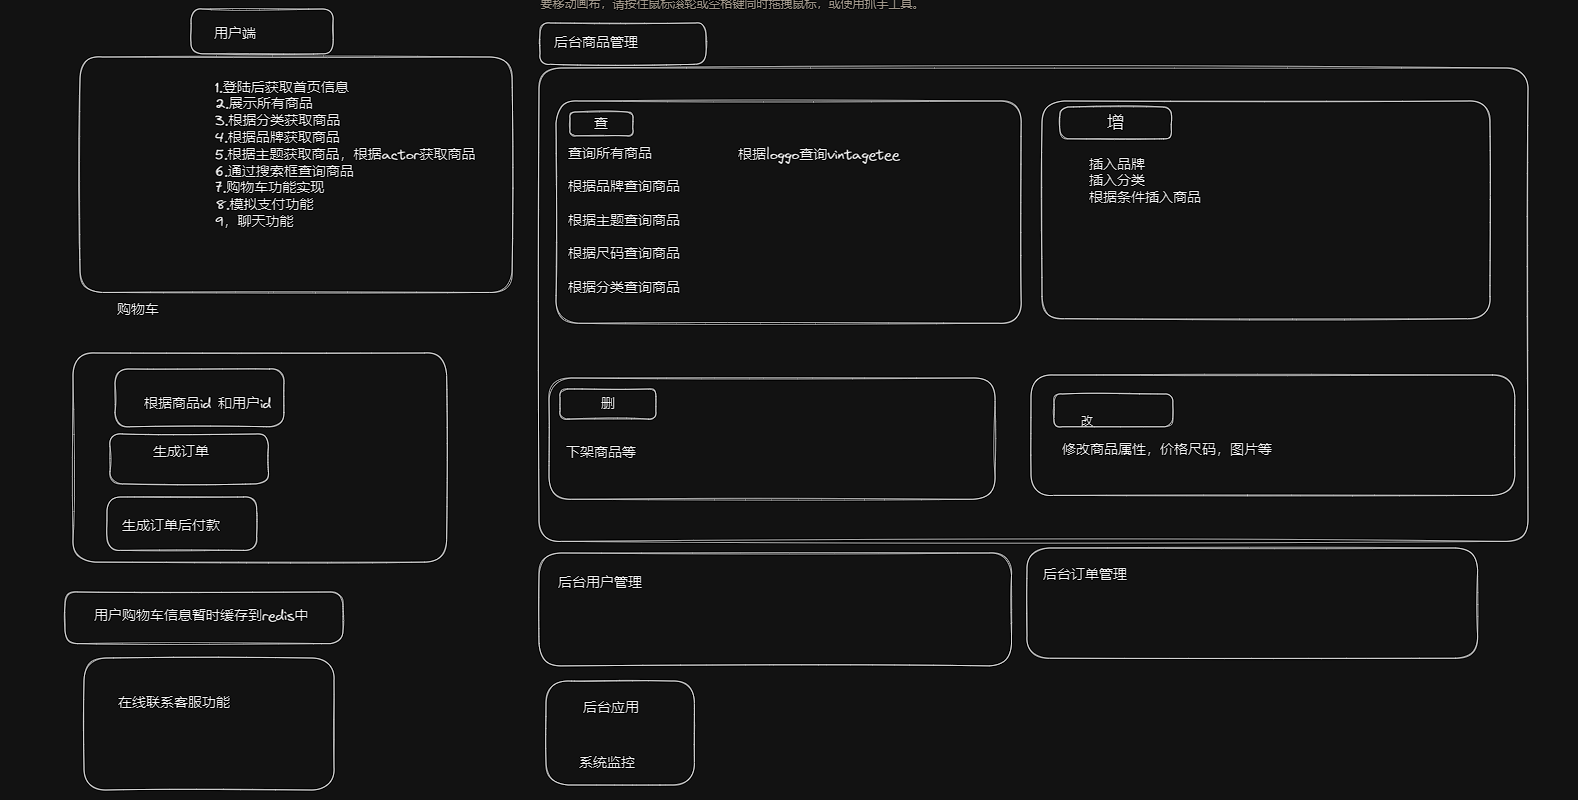 要移动画布，请按住鼠标滚轮或空格键同时拖拽鼠标，或使用抓手工具。
用户端
1.登陆后获取首页信息
2.展示所有商品
3.根据分类获取商品
4.根据品牌获取商品
5.根据主题获取商品，根据actor获取商品
6.通过搜索框查询商品
7.购物车功能实现
8.模拟支付功能
9，聊天功能
购物车
根据商品id 和用户id
生成订单
生成订单后付款
用户购物车信息暂时缓存到redis中
在线联系客服功能
后台商品管理
查
查询所有商品
根据loggo查询vintagetee
根据品牌查询商品
根据主题查询商品
根据尺码查询商品
根据分类查询商品
增
插入品牌
插入分类
根据条件插入商品
删
下架商品等
改
修改商品属性，价格尺码，图片等
后台用户管理
后台订单管理
后台应用
系统监控